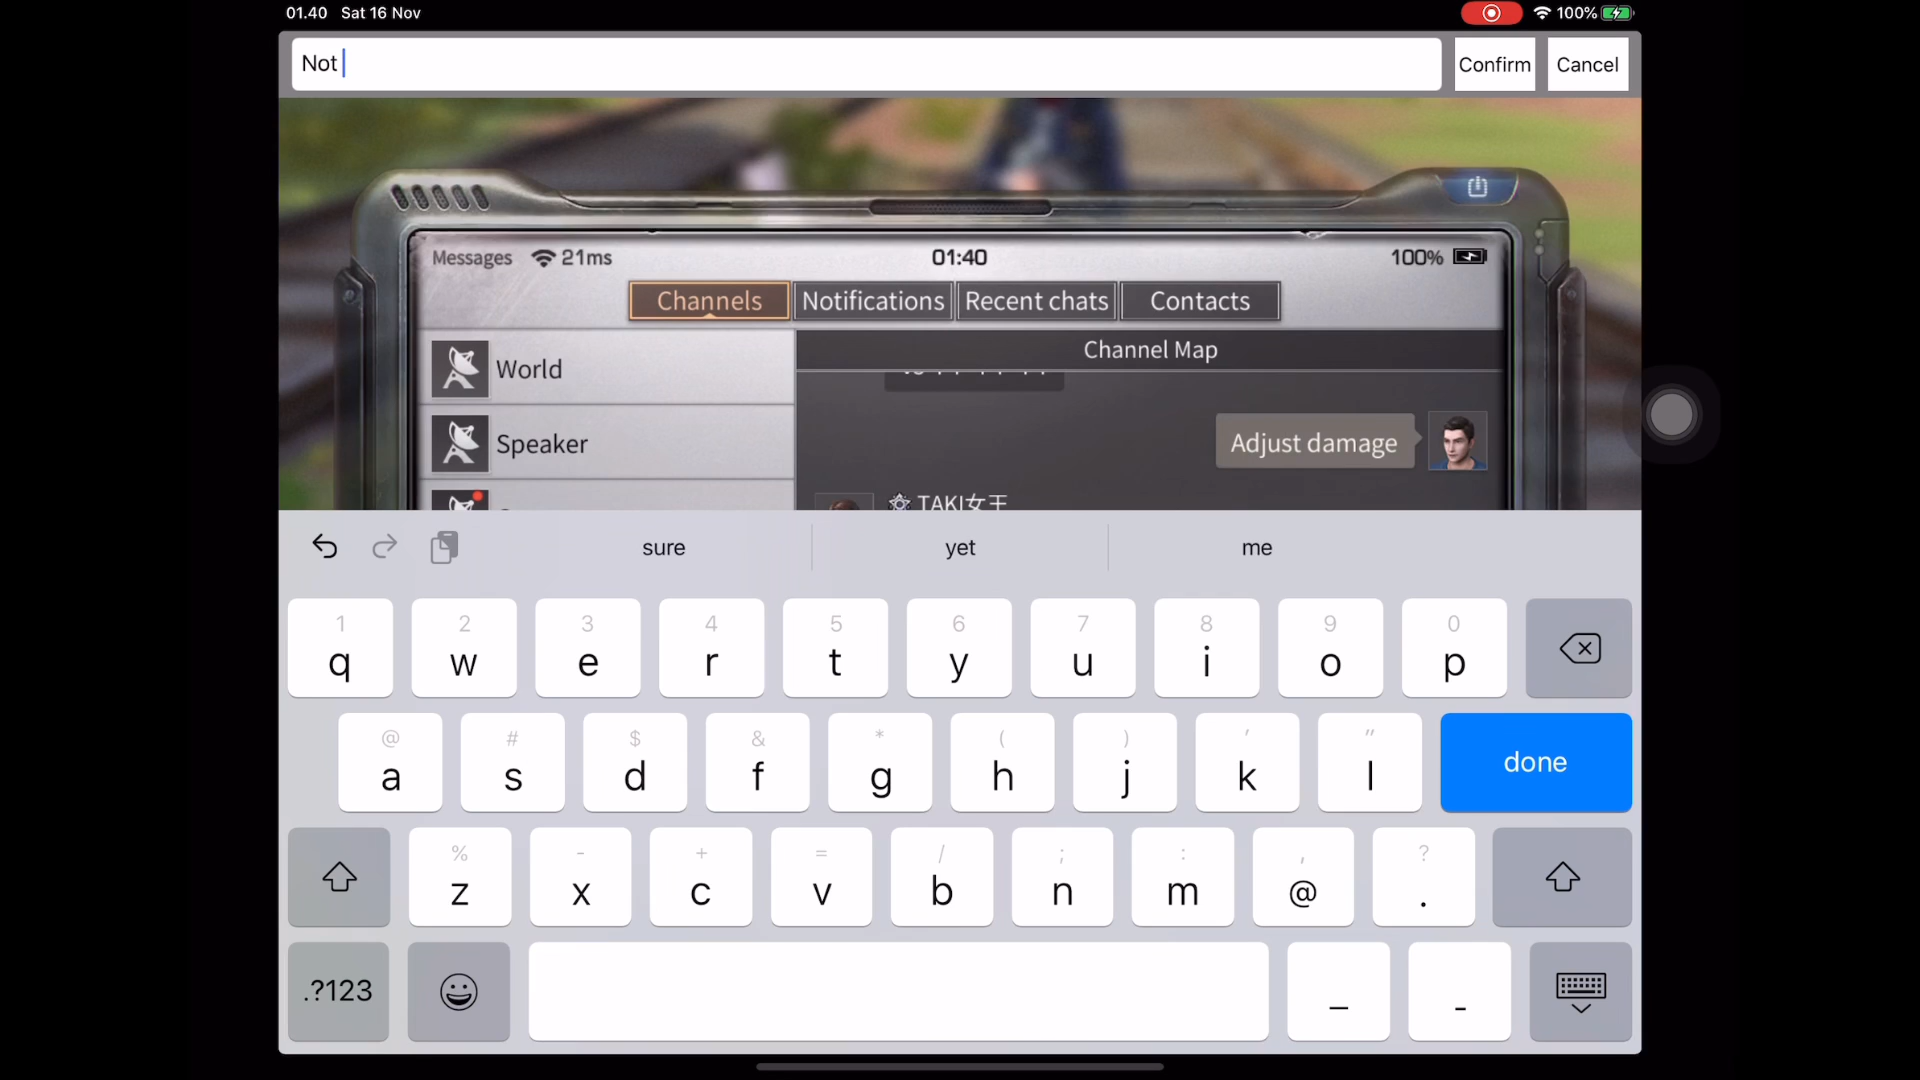 01.40 Sat 16 Nov 100%
Not
Confirm Cancel
Messages 21ms 01:40 100%
Channels Notifications Recent chats Contacts
World
Channel Map
Speaker
Adjust damage
TAKI女王
sure yet me
1 2 3 4 5 6 7 8 9 0
q w e r t y u i o p
@ # $ & * ( ) ' "
a s d f g h j k l done
% - + = / ; : , ?
z x c v b n m @ .
.?123 _ -